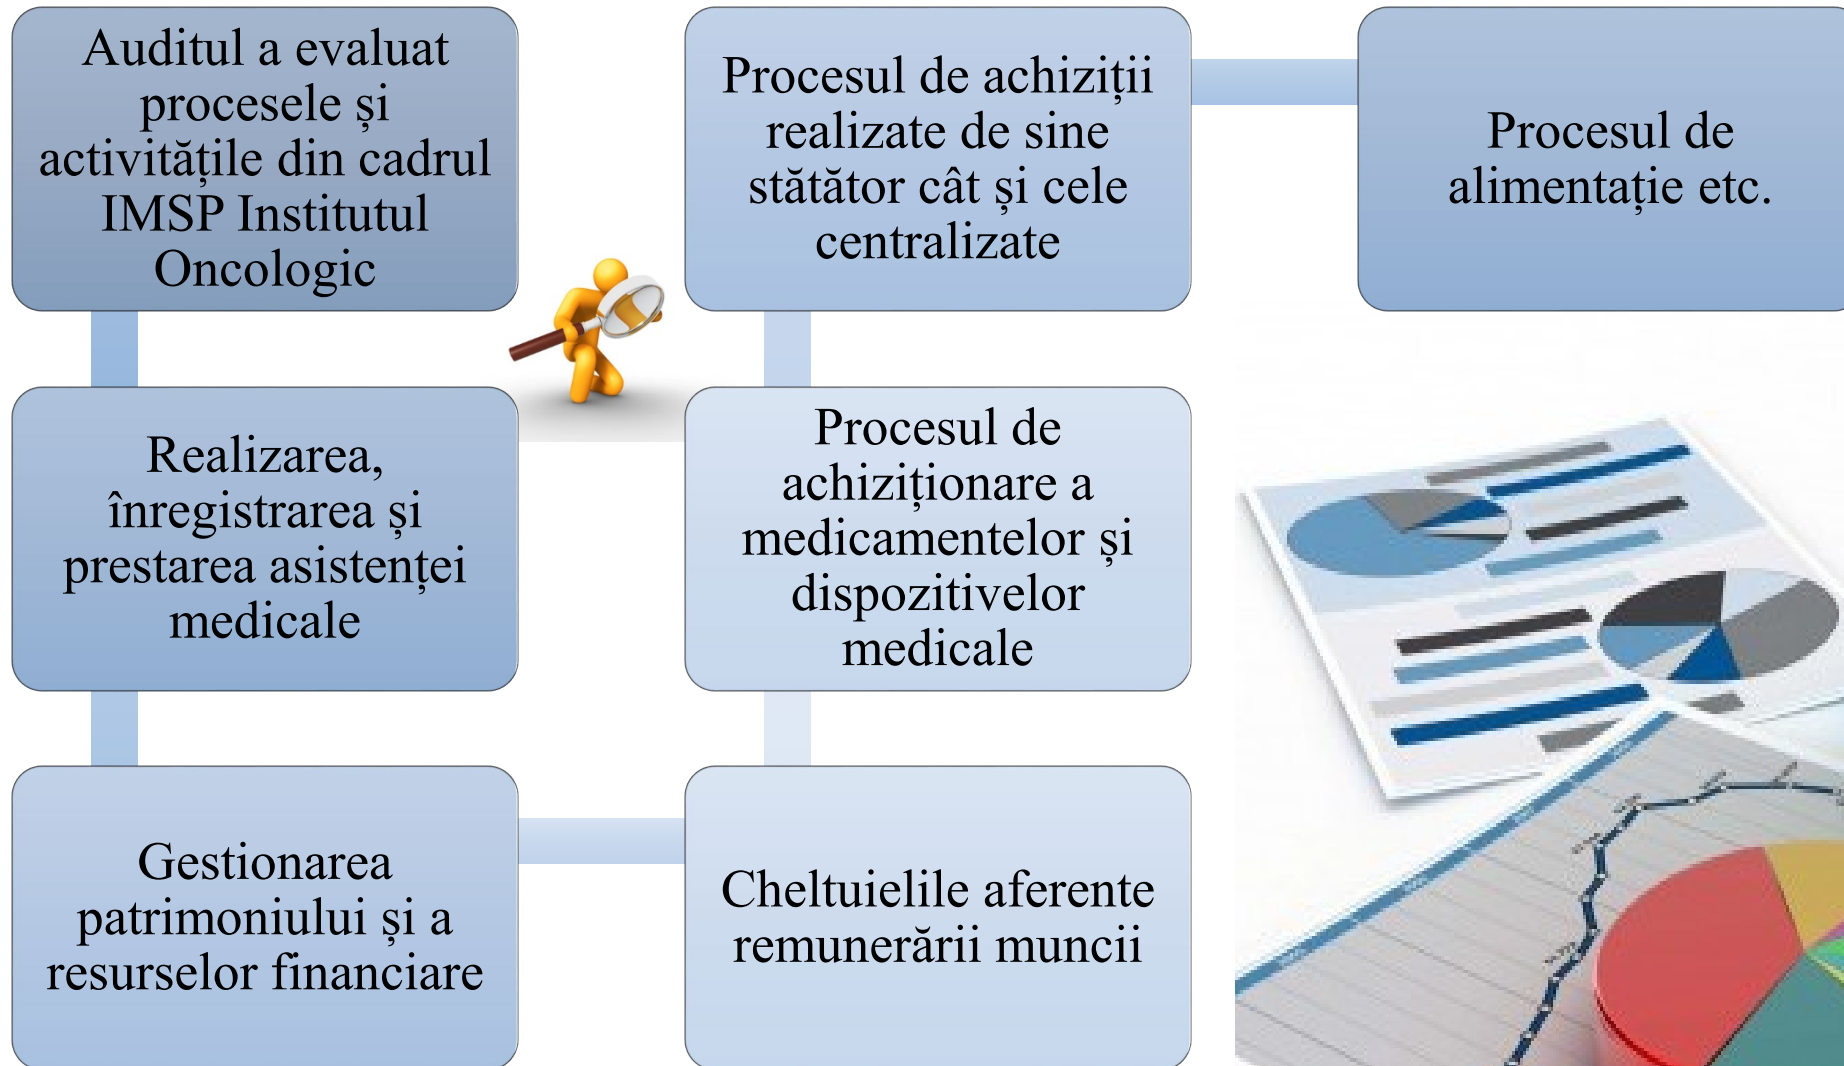 Auditul a evaluat
procesele și
activitățile din cadrul
IMSP Institutul
Oncologic
Realizarea,
înregistrarea și
prestarea asistenței
medicale
Gestionarea
patrimoniului și a
resurselor financiare
Cheltuielile aferente
remunerării muncii
Procesul de
achiziționare a
medicamentelor și
dispozitivelor
medicale
Procesul de achiziții
realizate de sine
stătător cât și cele
centralizate
Procesul de
alimentație etc.